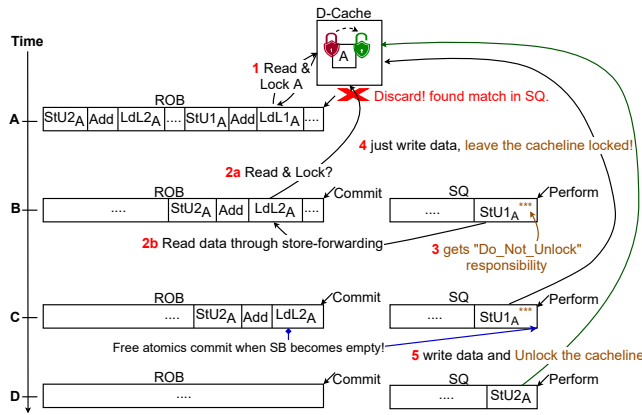 D-Cache
Time
A
1 Read &
Lock A
ROB
Discard! found match in SQ.
A StU2A Add LdL2A .... StU1A Add LdL1A ....
4 just write data, leave the cacheline locked!
2a Read & Lock?
ROB Commit SQ Perform
B .... StU2A Add LdL2A .... .... StU1A ***
2b Read data through store-forwarding
3 gets "Do_Not_Unlock"
responsibility
ROB Commit SQ Perform
C .... StU2A Add LdL2A .... StU1A ***
Free atomics commit when SB becomes empty!
5 write data and Unlock the cacheline
ROB Commit SQ Perform
D .... .... StU2A